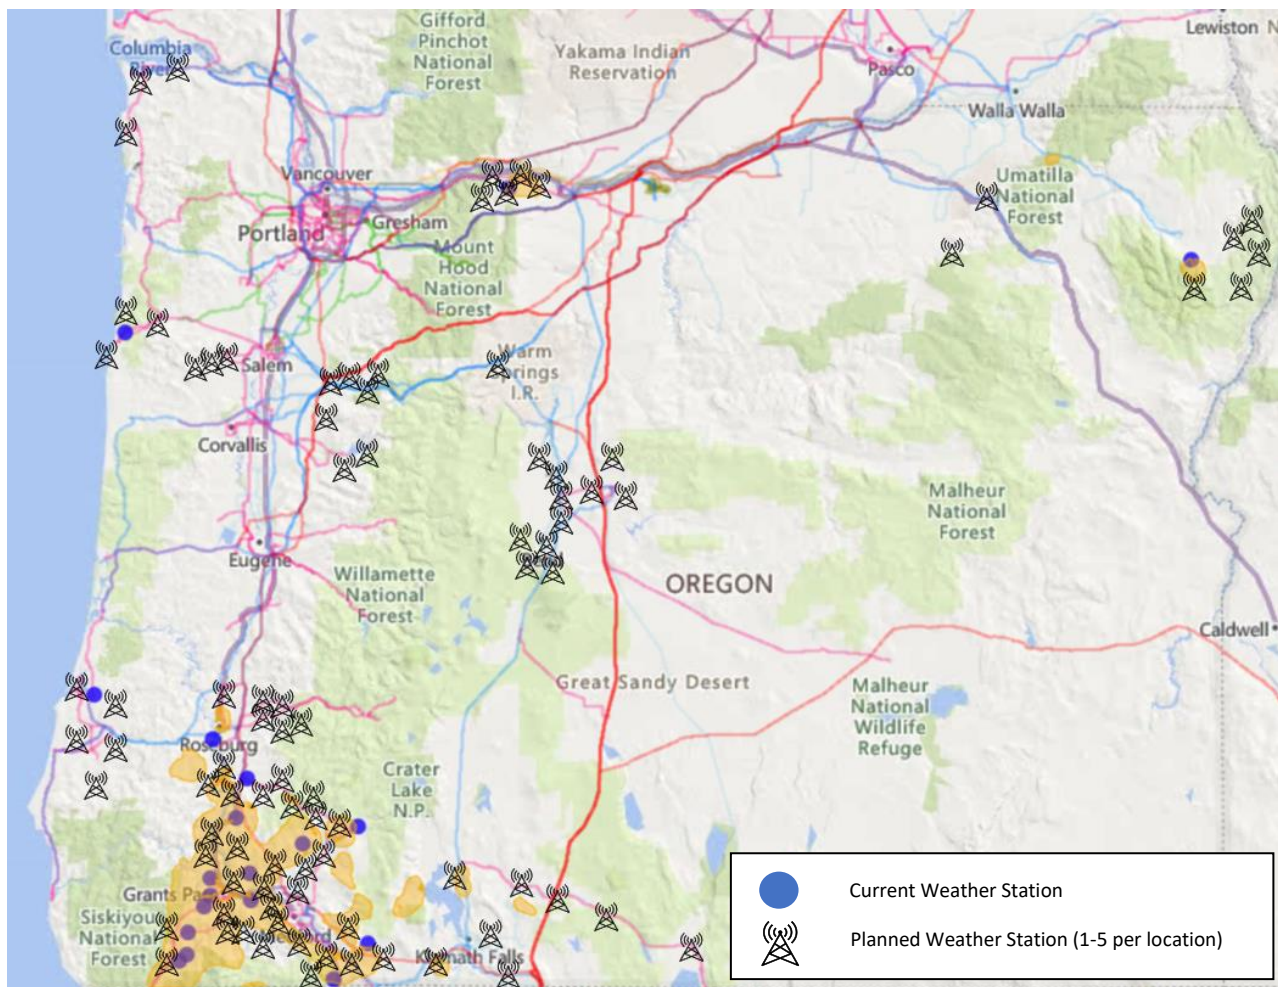 Columbia
River
Gifford
Pinchot
National
Forest
Yakama Indian
Reservation
Lewiston N
Pasco
Walla Walla
Vancouver
Umatilla
National
Forest
Portland
Gresham
Mount
Hood
National
Forest
Salem
Warm
Springs
I.R.
Corvallis
Malheur
National
Forest
Eugene
Willamette
National
Forest
OREGON
Caldwell
Great Sandy Desert
Malheur
National
Wildlife
Refuge
Roseburg
Crater
Lake
N.P.
Grants Pa
Siskiyou
National
Forest
Medford
Klamath Falls
Current Weather Station
Planned Weather Station (1-5 per location)